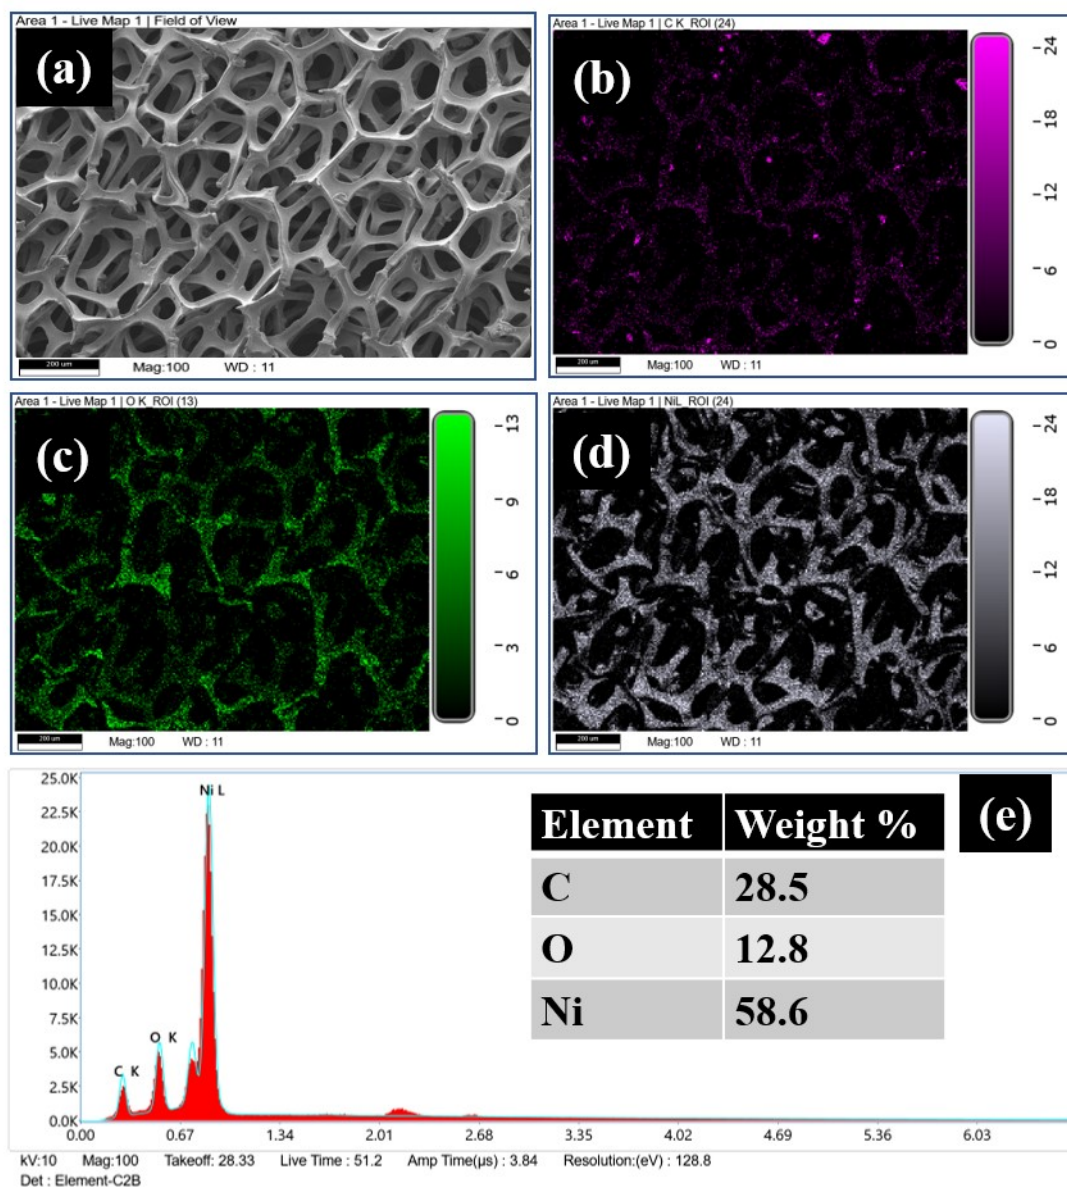 Area 1 - Live Map 1 | Field of View
(a)
200 um Mag:100 WD : 11
Area 1 - Live Map 1 | C K_ROI (24)
(b)
24
18
12
6
0
200 um Mag:100 WD : 11
Area 1 - Live Map 1 | O K_ROI (13)
(c)
13
9
6
3
0
200 um Mag:100 WD : 11
Area 1 - Live Map 1 | NiL_ROI (24)
(d)
24
18
12
6
0
200 um Mag:100 WD : 11
(e)
25.0K
22.5K
20.0K
17.5K
15.0K
12.5K
10.0K
7.5K
5.0K
2.5K
0.0K
Ni L
O K
C K
Element Weight %
C 28.5
O 12.8
Ni 58.6
0.00 0.67 1.34 2.01 2.68 3.35 4.02 4.69 5.36 6.03
kV:10 Mag:100 Takeoff: 28.33 Live Time : 51.2 Amp Time(µs) : 3.84 Resolution:(eV) : 128.8
Det : Element-C2B